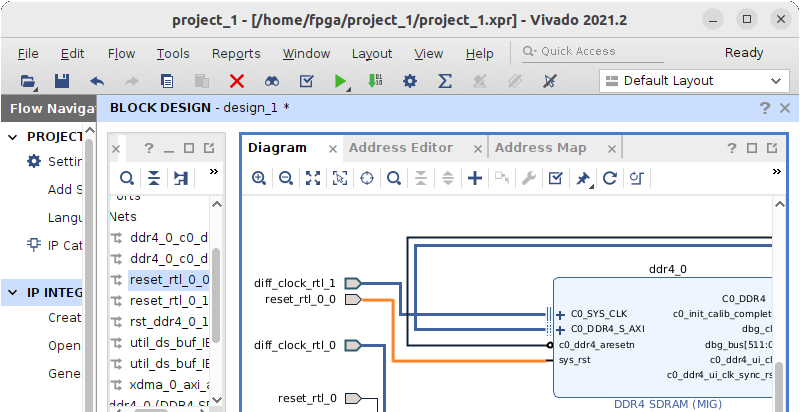 project_1 - [/home/fpga/project_1/project_1.xpr] - Vivado 2021.2
File Edit Flow Tools Reports Window Layout View Help Quick Access Ready
Default Layout
Flow Navigat
BLOCK DESIGN - design_1 *
PROJECT
Settin
Add S
Langu
IP Cat
IP INTEG
Creat
Open
Gene
Ports
Nets
ddr4_0_c0_d
ddr4_0_c0_d
reset_rtl_0_0
reset_rtl_0_1
rst_ddr4_0_1
util_ds_buf_IE
util_ds_buf_IE
xdma_0_axi_a
ddr4_0 (DDR4 SD
Diagram
Address Editor
Address Map
diff_clock_rtl_1
reset_rtl_0_0
diff_clock_rtl_0
reset_rtl_0
ddr4_0
C0_SYS_CLK
C0_DDR4_S_AXI
c0_ddr4_aresetn
sys_rst
C0_DDR4
c0_init_calib_complet
dbg_cl
dbg_bus[511:0
c0_ddr4_ui_cl
c0_ddr4_ui_clk_sync_rs
DDR4 SDRAM (MIG)